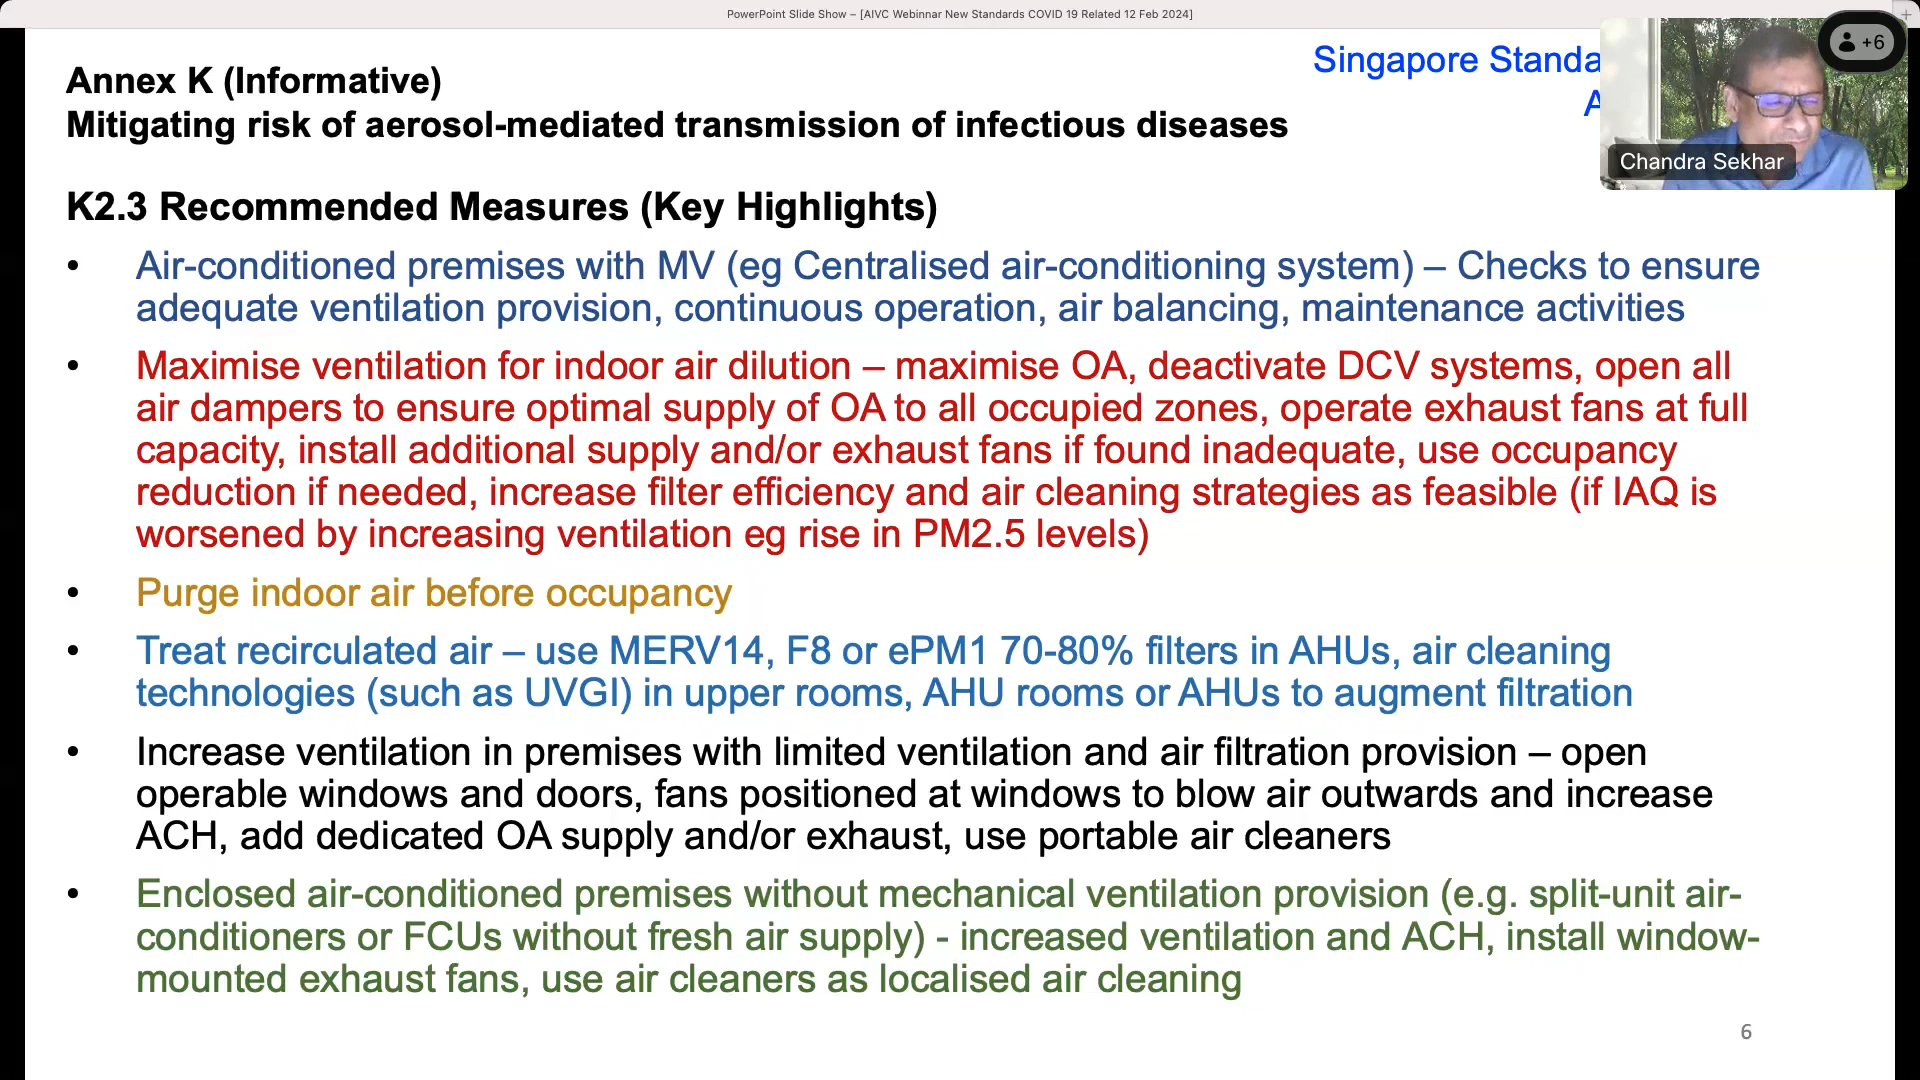 PowerPoint Slide Show – [AIVC Webinnar New Standards COVID 19 Related 12 Feb 2024]
+6
Singapore
Annex K (Informative)
Mitigating risk of aerosol-mediated transmission of infectious diseases
Chandra Sekhar
K2.3 Recommended Measures (Key Highlights)
• Air-conditioned premises with MV (eg Centralised air-conditioning system) – Checks to ensure
adequate ventilation provision, continuous operation, air balancing, maintenance activities
• Maximise ventilation for indoor air dilution – maximise OA, deactivate DCV systems, open all
air dampers to ensure optimal supply of OA to all occupied zones, operate exhaust fans at full
capacity, install additional supply and/or exhaust fans if found inadequate, use occupancy
reduction if needed, increase filter efficiency and air cleaning strategies as feasible (if IAQ is
worsened by increasing ventilation eg rise in PM2.5 levels)
• Purge indoor air before occupancy
• Treat recirculated air – use MERV14, F8 or ePM1 70-80% filters in AHUs, air cleaning
technologies (such as UVGI) in upper rooms, AHU rooms or AHUs to augment filtration
• Increase ventilation in premises with limited ventilation and air filtration provision – open
operable windows and doors, fans positioned at windows to blow air outwards and increase
ACH, add dedicated OA supply and/or exhaust, use portable air cleaners
• Enclosed air-conditioned premises without mechanical ventilation provision (e.g. split-unit air-
conditioners or FCUs without fresh air supply) - increased ventilation and ACH, install window-
mounted exhaust fans, use air cleaners as localised air cleaning
6